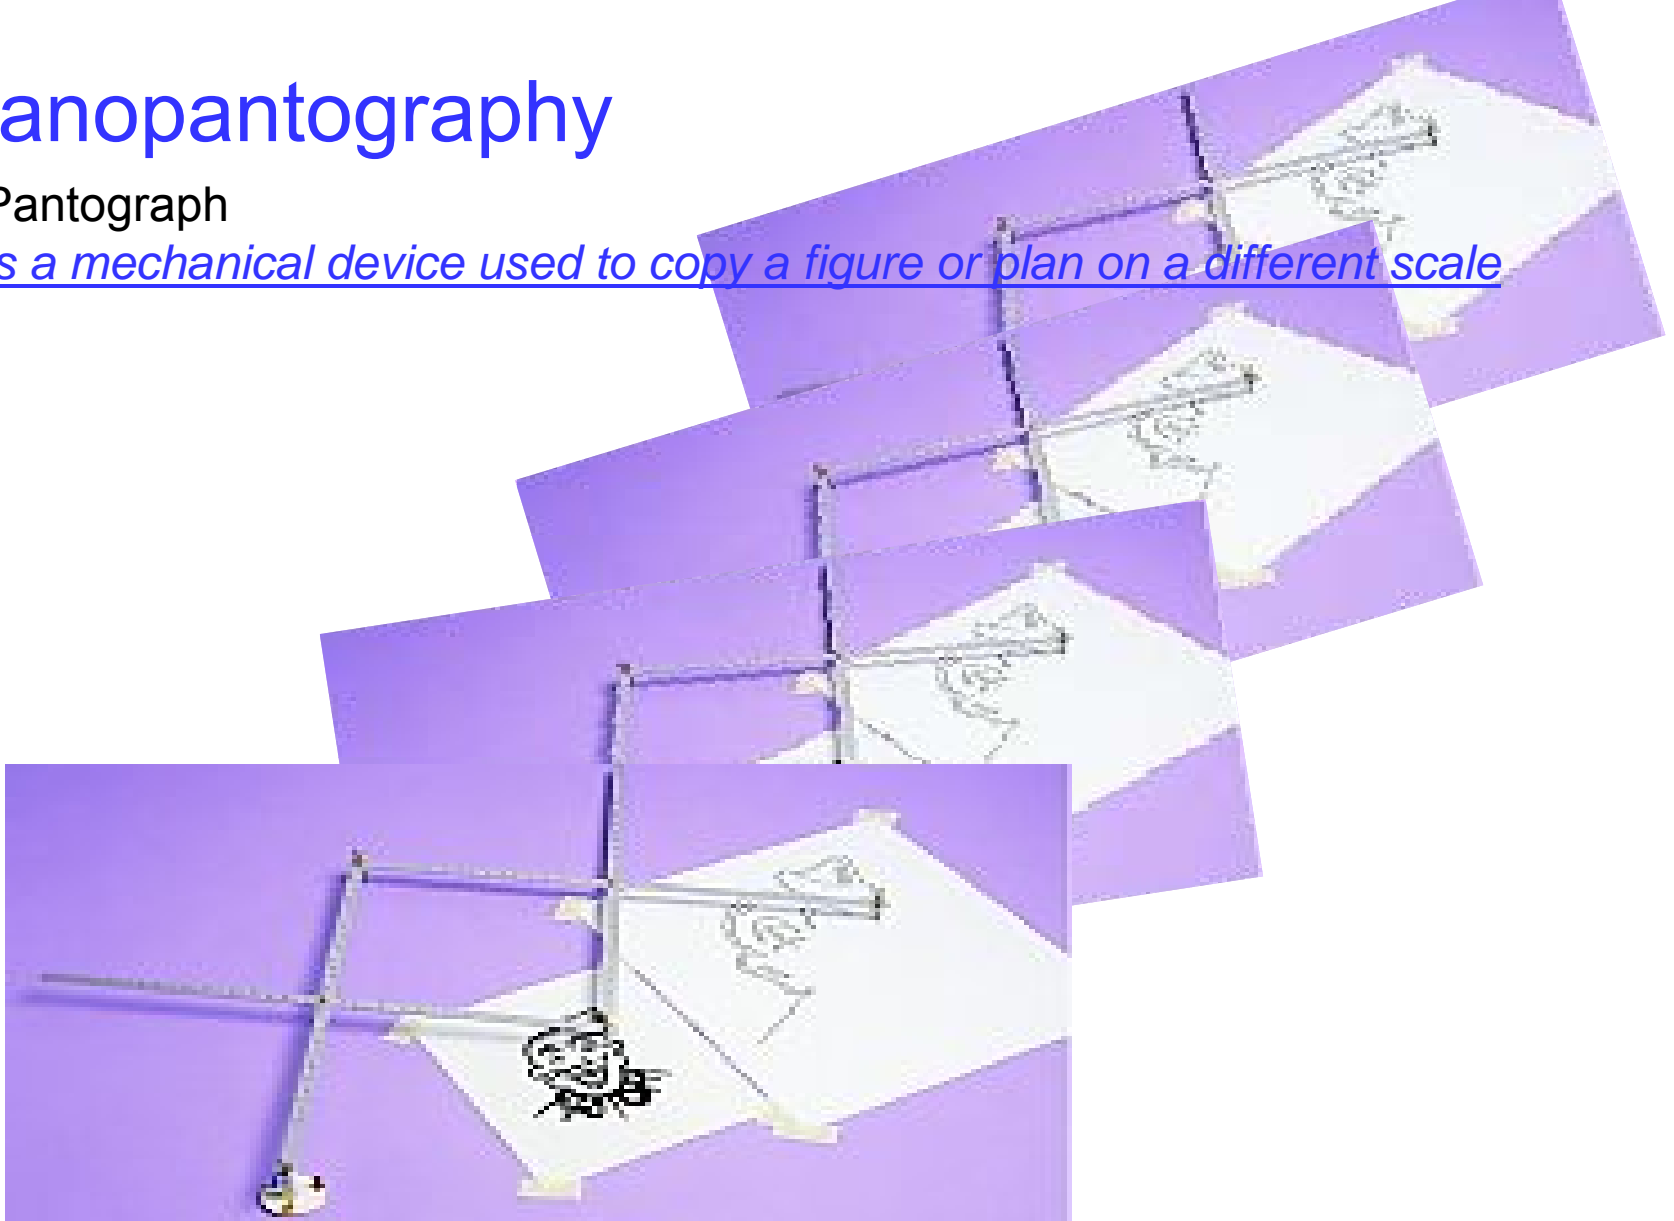 anopantography
Pantograph
s a mechanical device used to copy a figure or plan on a different scale